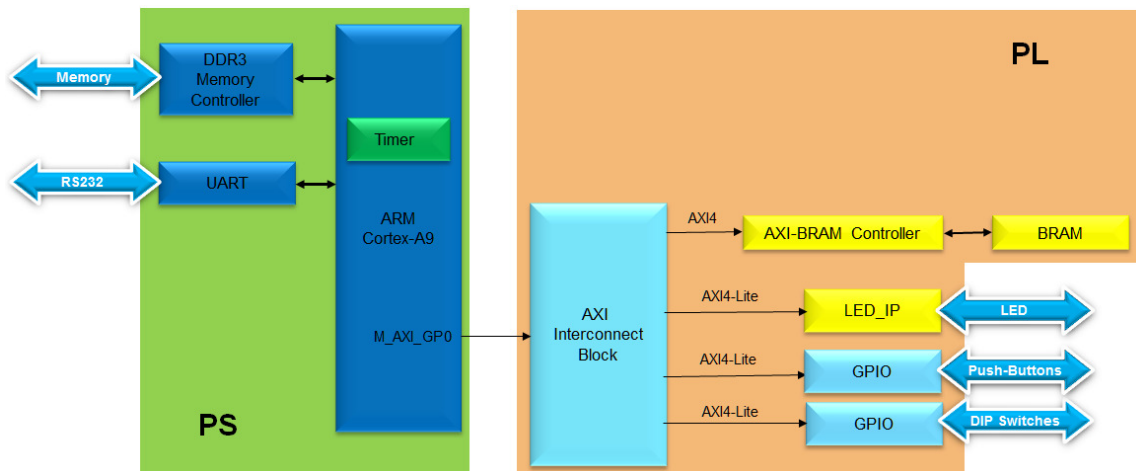 PL
DDR3
Memory
Controller
Memory
Timer
UART
RS232
ARM
Cortex-A9
M_AXI_GP0
PS
AXI
Interconnect
Block
AXI4
AXI-BRAM Controller
BRAM
AXI4-Lite
LED_IP
LED
AXI4-Lite
GPIO
Push-Buttons
AXI4-Lite
GPIO
DIP Switches